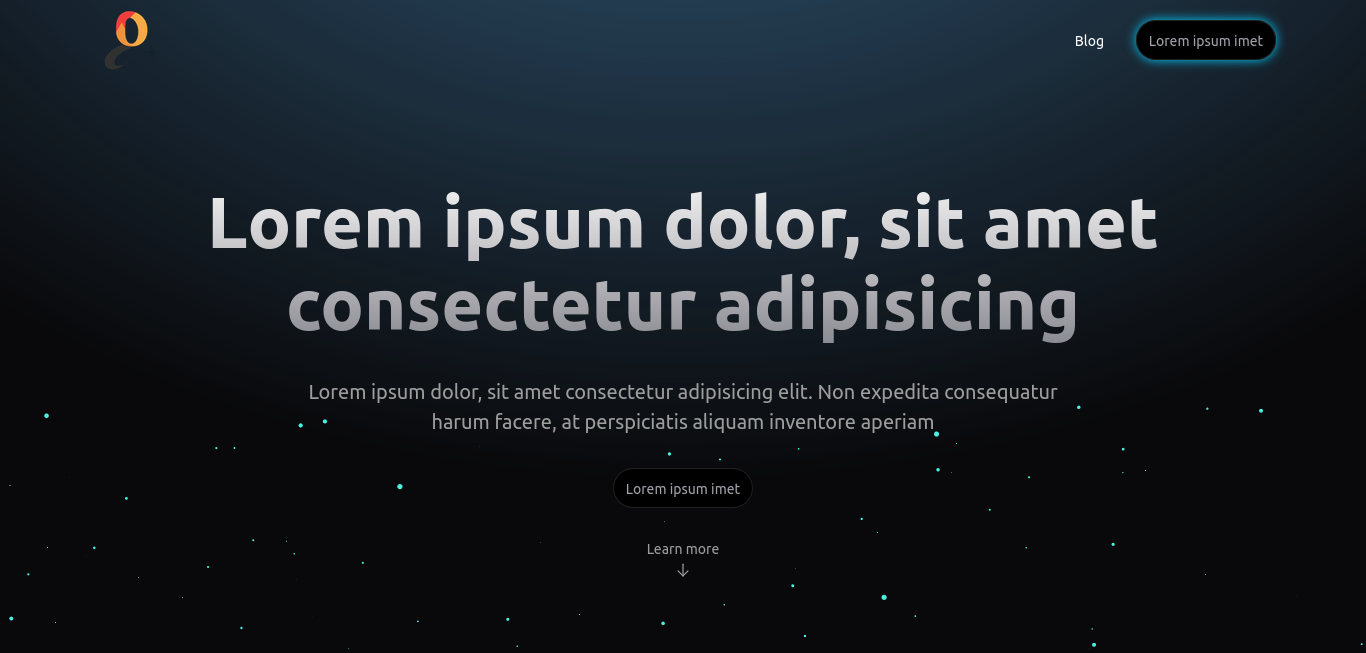 Blog
Lorem ipsum imet
Lorem ipsum dolor, sit amet
consectetur adipisicing
Lorem ipsum dolor, sit amet consectetur adipisicing elit. Non expedita consequatur
harum facere, at perspiciatis aliquam inventore aperiam
Lorem ipsum imet
Learn more